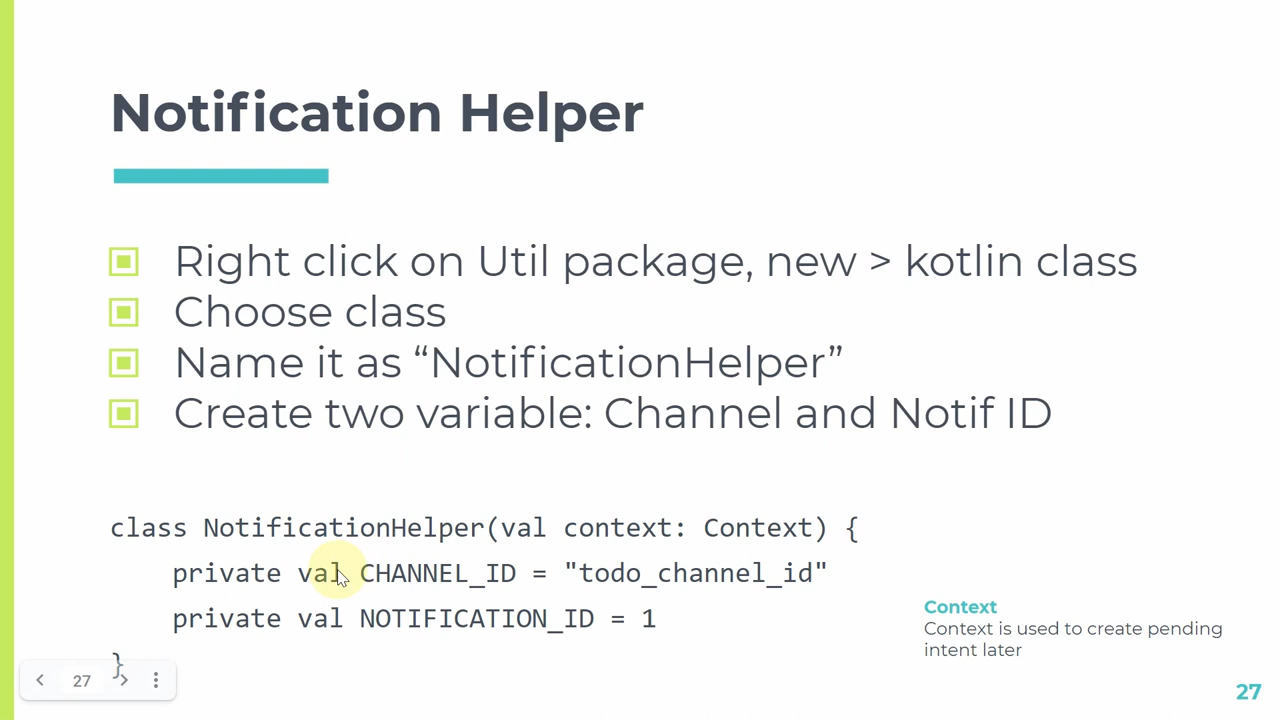 Notification Helper
Right click on Util package, new > kotlin class
Choose class
Name it as “NotificationHelper”
Create two variable: Channel and Notif ID
class NotificationHelper(val context: Context) {
    private val CHANNEL_ID = "todo_channel_id"
    private val NOTIFICATION_ID = 1
}
Context
Context is used to create pending
intent later
27
27